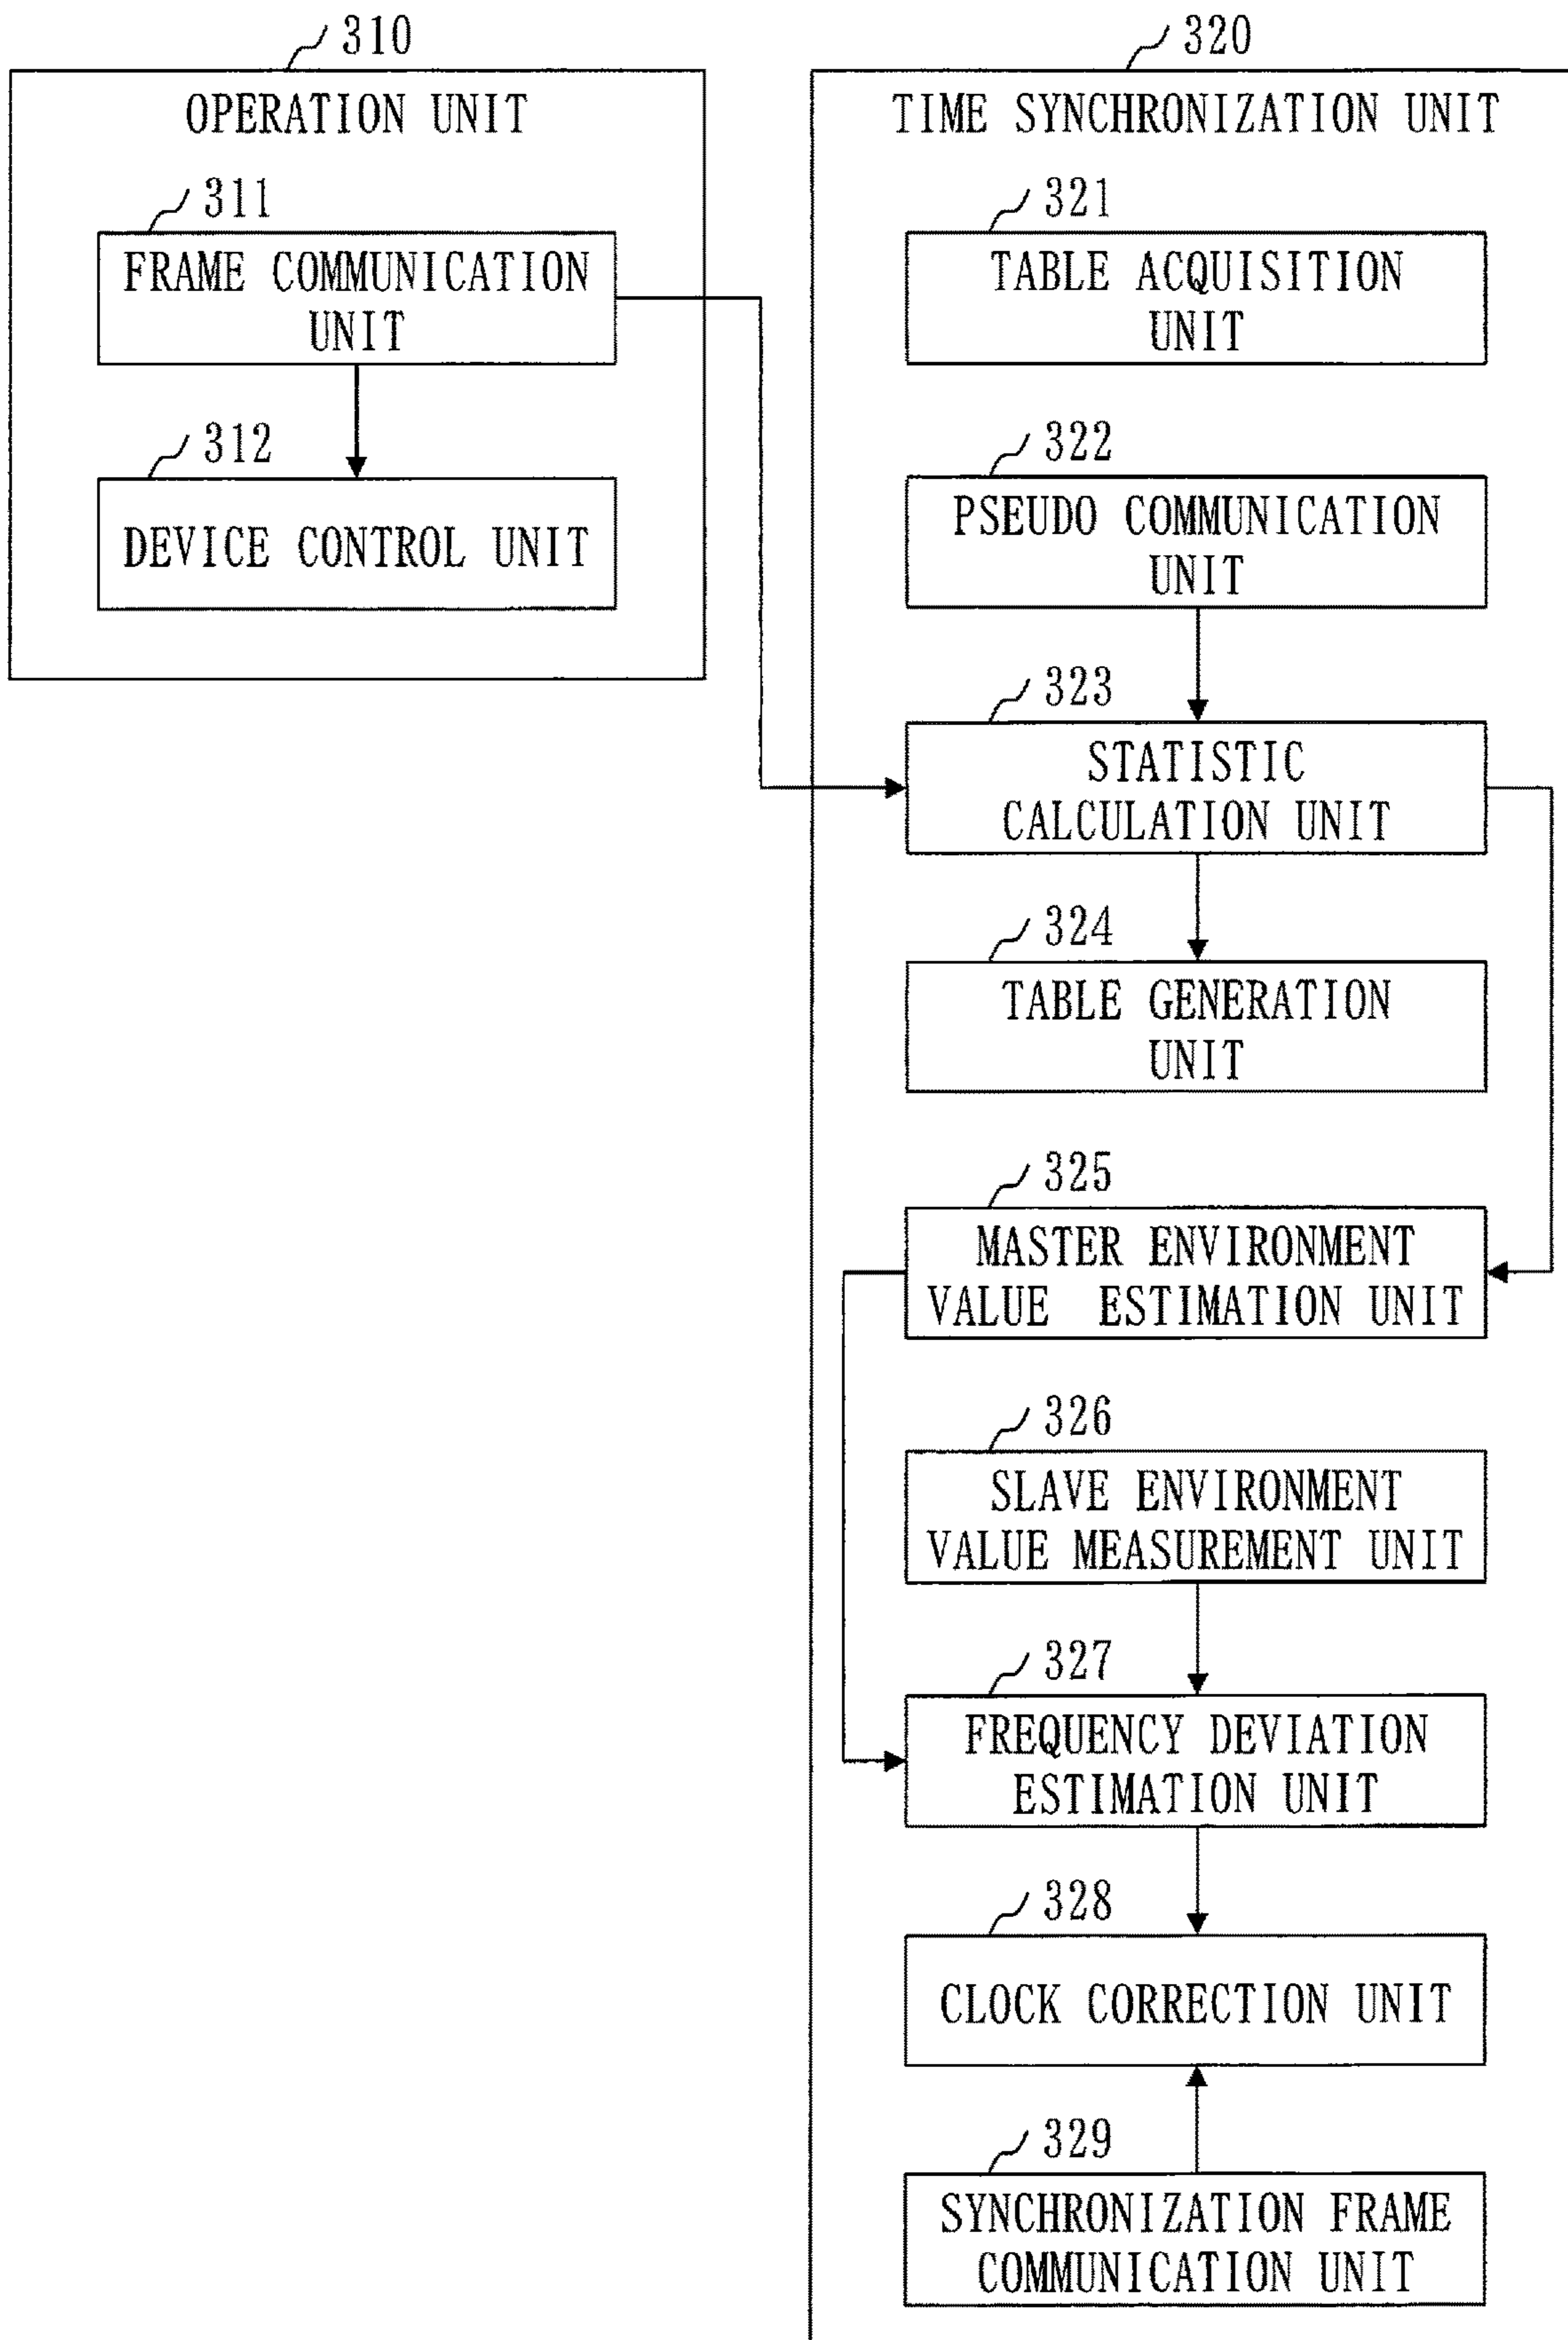 310
OPERATION UNIT
311
FRAME COMMUNICATION
UNIT
312
DEVICE CONTROL UNIT
320
TIME SYNCHRONIZATION UNIT
321
TABLE ACQUISITION
UNIT
322
PSEUDO COMMUNICATION
UNIT
323
STATISTIC
CALCULATION UNIT
324
TABLE GENERATION
UNIT
325
MASTER ENVIRONMENT
VALUE ESTIMATION UNIT
326
SLAVE ENVIRONMENT
VALUE MEASUREMENT UNIT
327
FREQUENCY DEVIATION
ESTIMATION UNIT
328
CLOCK CORRECTION UNIT
329
SYNCHRONIZATION FRAME
COMMUNICATION UNIT